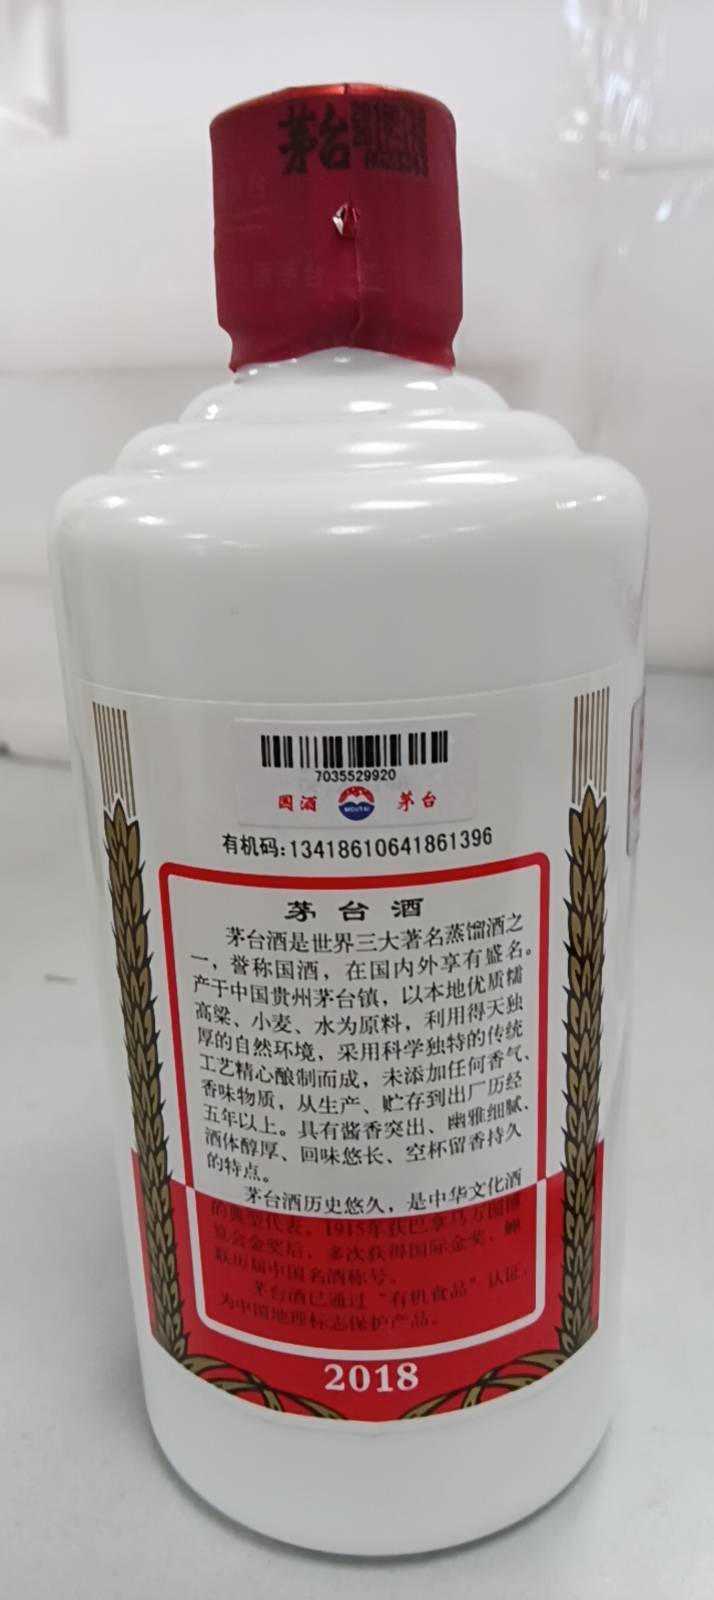 茅台
7035529920
国酒 MOUTAI 茅台
有机码:13418610641861396
茅台酒
茅台酒是世界三大著名蒸馏酒之
一，誉称国酒，在国内外享有盛名。
产于中国贵州茅台镇，以本地优质糯
高粱、小麦、水为原料，利用得天独
厚的自然环境，采用科学独特的传统
工艺精心酿制而成，未添加任何香气、
香味物质，从生产、贮存到出厂历经
五年以上。具有酱香突出、幽雅细腻、
酒体醇厚、回味悠长、空杯留香持久
的特点。
茅台酒历史悠久，是中华文化酒
的典型代表。1915年获巴拿马万国博
览会金奖后，多次获得国际金奖、蝉
联历届中国名酒称号。
茅台酒已通过“有机食品”认证，
为中国地理标志保护产品。
2018